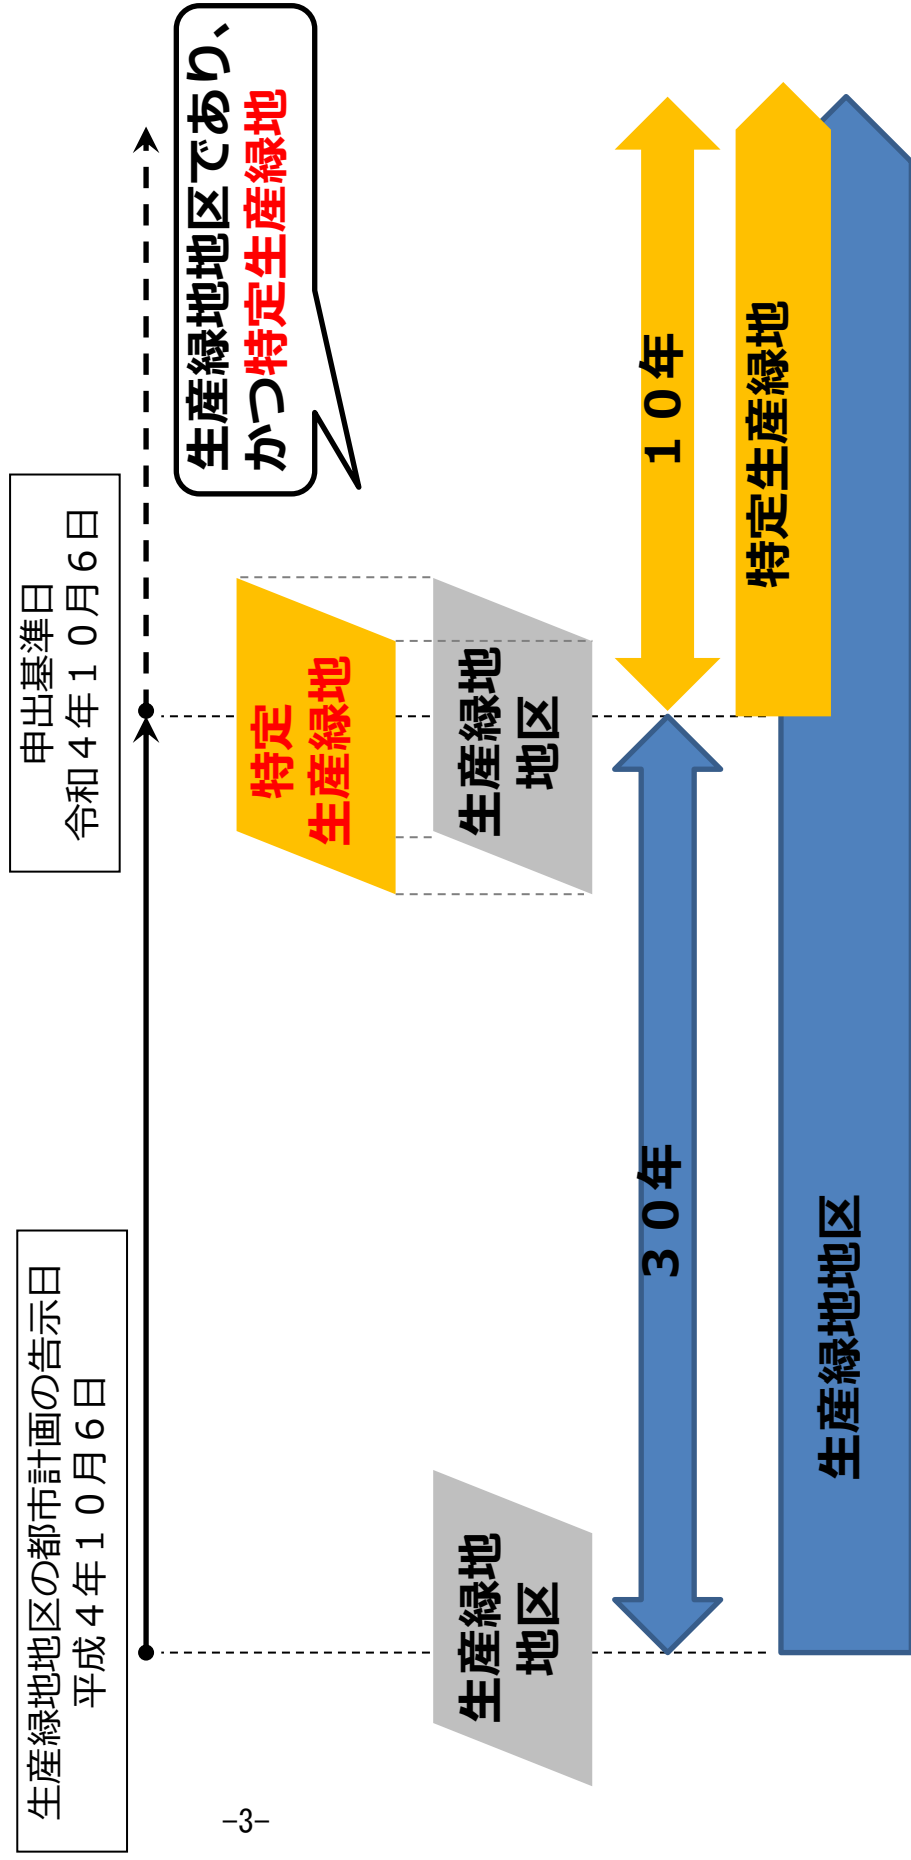 生産緑地地区の都市計画の告示日
平成４年１０月６日
申出基準日
令和４年１０月６日
生産緑地地区であり、
かつ特定生産緑地
特定
生産緑地
生産緑地
地区
生産緑地
地区
３０年
１０年
特定生産緑地
生産緑地地区
-3-